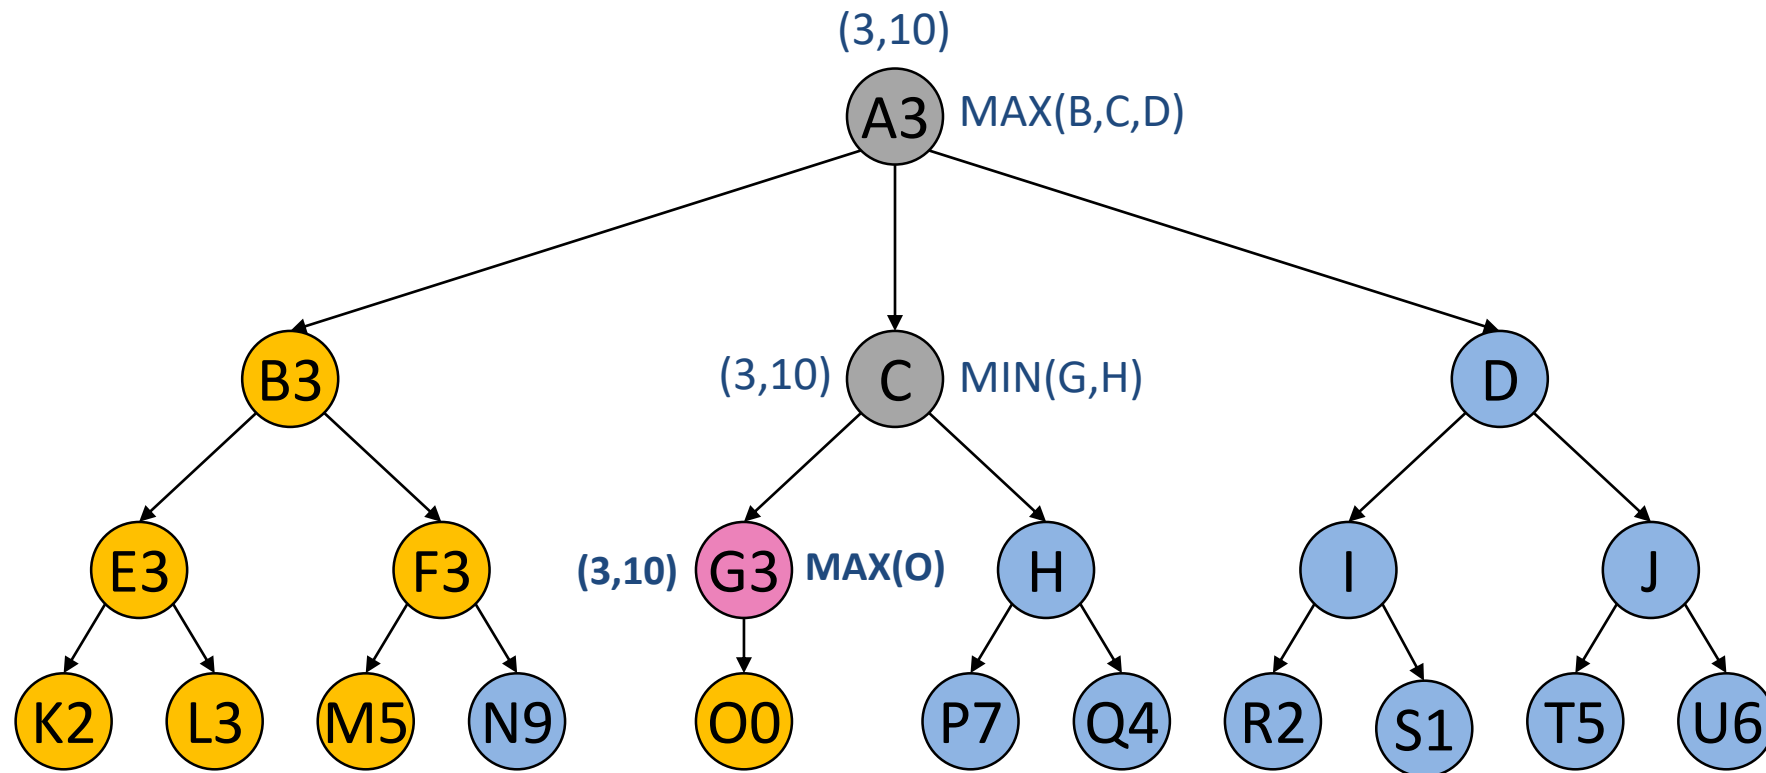 (3,10)
A3 MAX(B,C,D)
B3 (3,10) C MIN(G,H) D
E3 F3 (3,10) G3 MAX(O) H I J
K2 L3 M5 N9 O0 P7 Q4 R2 S1 T5 U6